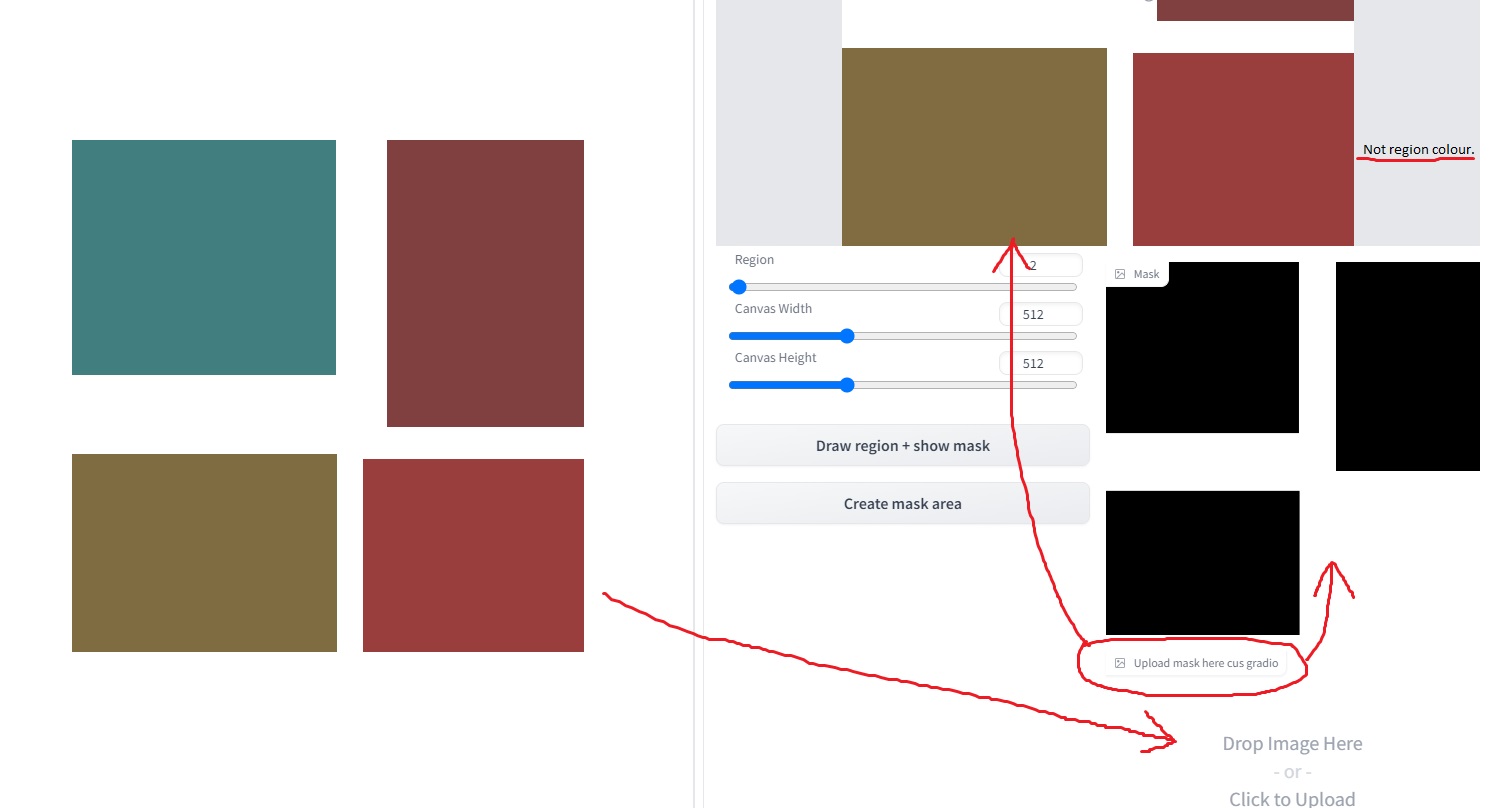 Not region colour.
Region
2
Canvas Width
512
Canvas Height
512
Mask
Draw region + show mask
Create mask area
Upload mask here cus gradio
Drop Image Here
- or -
Click to Upload